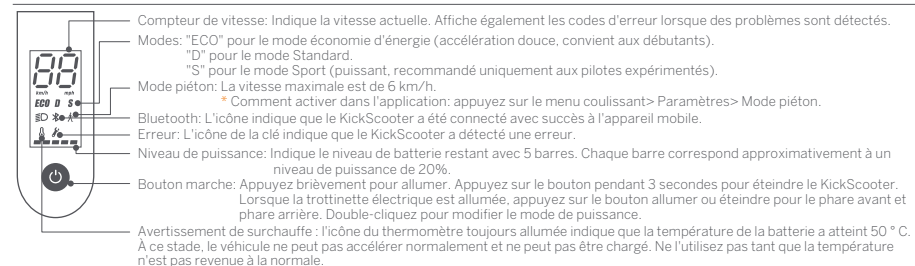 Compteur de vitesse: Indique la vitesse actuelle. Affiche également les codes d'erreur lorsque des problèmes sont détectés.
Modes: "ECO" pour le mode économie d'énergie (accélération douce, convient aux débutants).
"D" pour le mode Standard.
"S" pour le mode Sport (puissant, recommandé uniquement aux pilotes expérimentés).
88
km/h mph
ECO D S
Mode piéton: La vitesse maximale est de 6 km/h.
* Comment activer dans l'application: appuyez sur le menu coulissant> Paramètres> Mode piéton.
Bluetooth: L'icône indique que le KickScooter a été connecté avec succès à l'appareil mobile.
Erreur: L'icône de la clé indique que le KickScooter a détecté une erreur.
Niveau de puissance: Indique le niveau de batterie restant avec 5 barres. Chaque barre correspond approximativement à un
niveau de puissance de 20%.
Bouton marche: Appuyez brièvement pour allumer. Appuyez sur le bouton pendant 3 secondes pour éteindre le KickScooter.
Lorsque la trottinette électrique est allumée, appuyez sur le bouton allumer ou éteindre pour le phare avant et
phare arrière. Double-cliquez pour modifier le mode de puissance.
Avertissement de surchauffe : l'icône du thermomètre toujours allumée indique que la température de la batterie a atteint 50 ° C.
À ce stade, le véhicule ne peut pas accélérer normalement et ne peut pas être chargé. Ne l'utilisez pas tant que la température
n'est pas revenue à la normale.